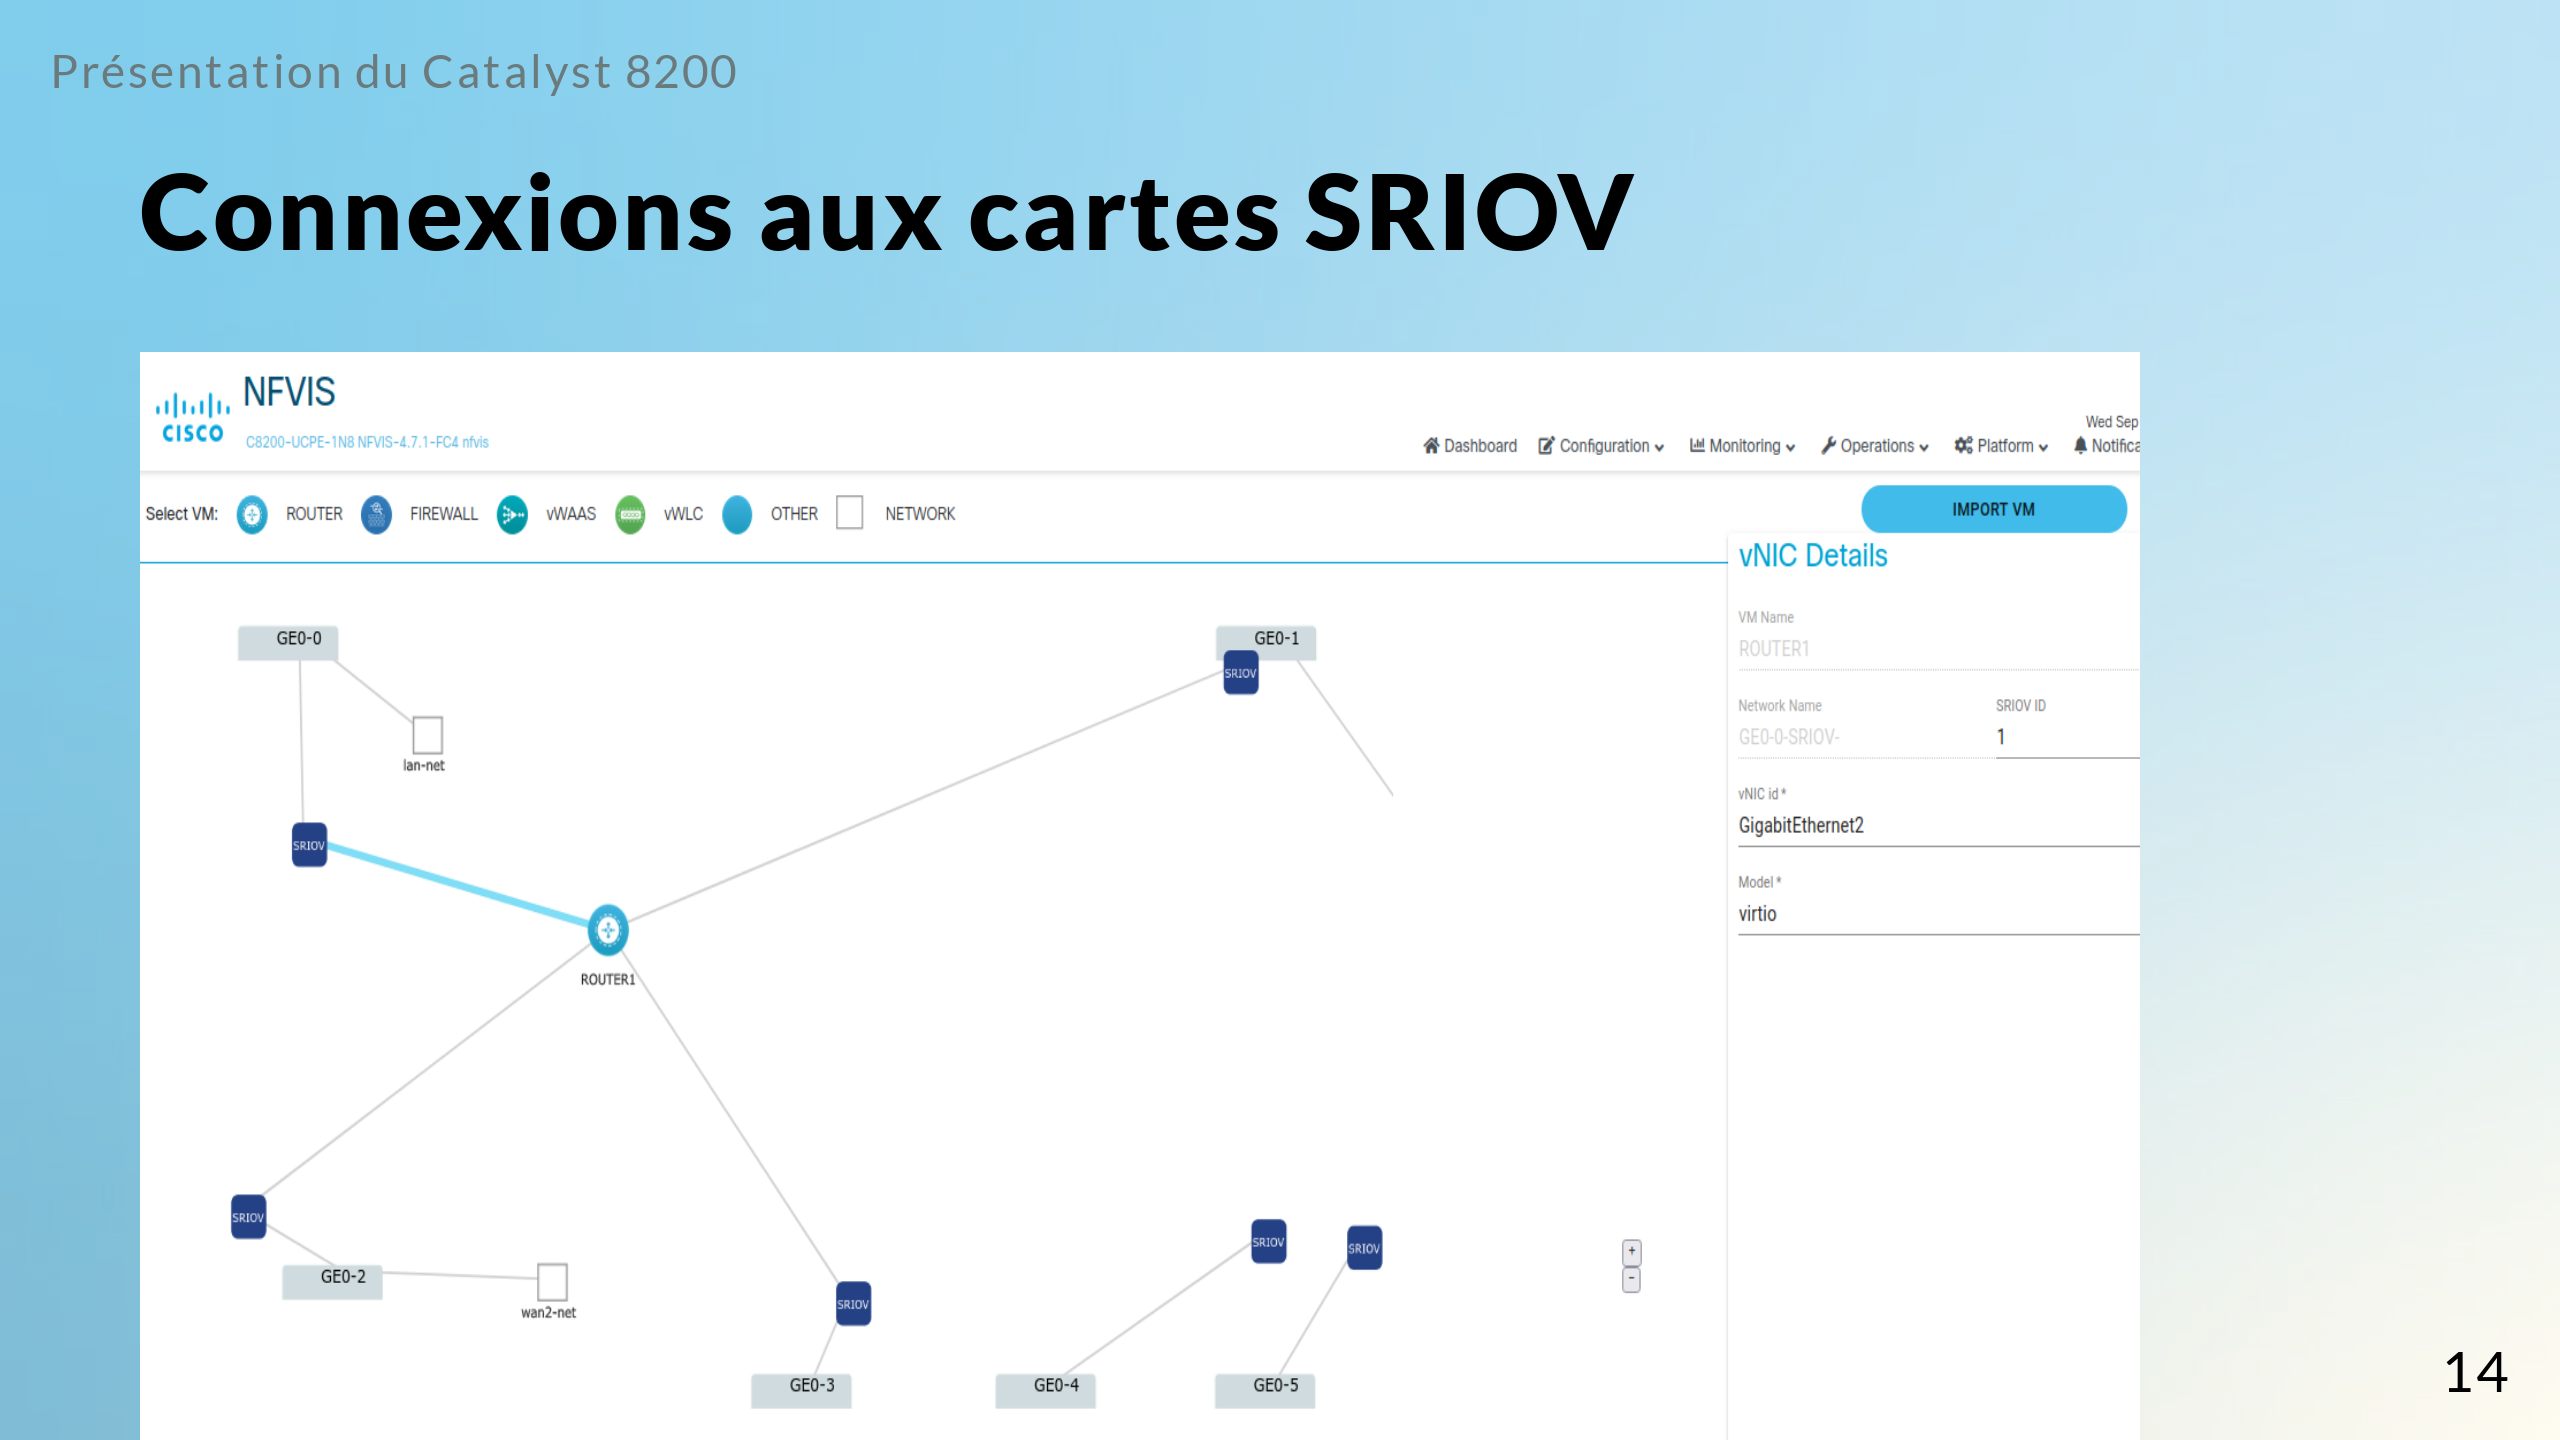 Présentation du Catalyst 8200
Connexions aux cartes SRIOV
CISCO
NFVIS
C8200-UCPE-1N8 NFVIS-4.7.1-FC4 nfvis
Wed Sep
Dashboard Configuration Monitoring Operations Platform Notifica
Select VM: ROUTER FIREWALL vWAAS vWLC OTHER NETWORK
IMPORT VM
vNIC Details
VM Name
ROUTER1
Network Name SRIOV ID
GE0-0-SRIOV- 1
vNIC id *
GigabitEthernet2
Model *
virtio
GE0-0 GE0-1
SRIOV
lan-net
SRIOV
ROUTER1
SRIOV
SRIOV SRIOV
+
-
GE0-2
wan2-net
SRIOV
GE0-3 GE0-4 GE0-5
14